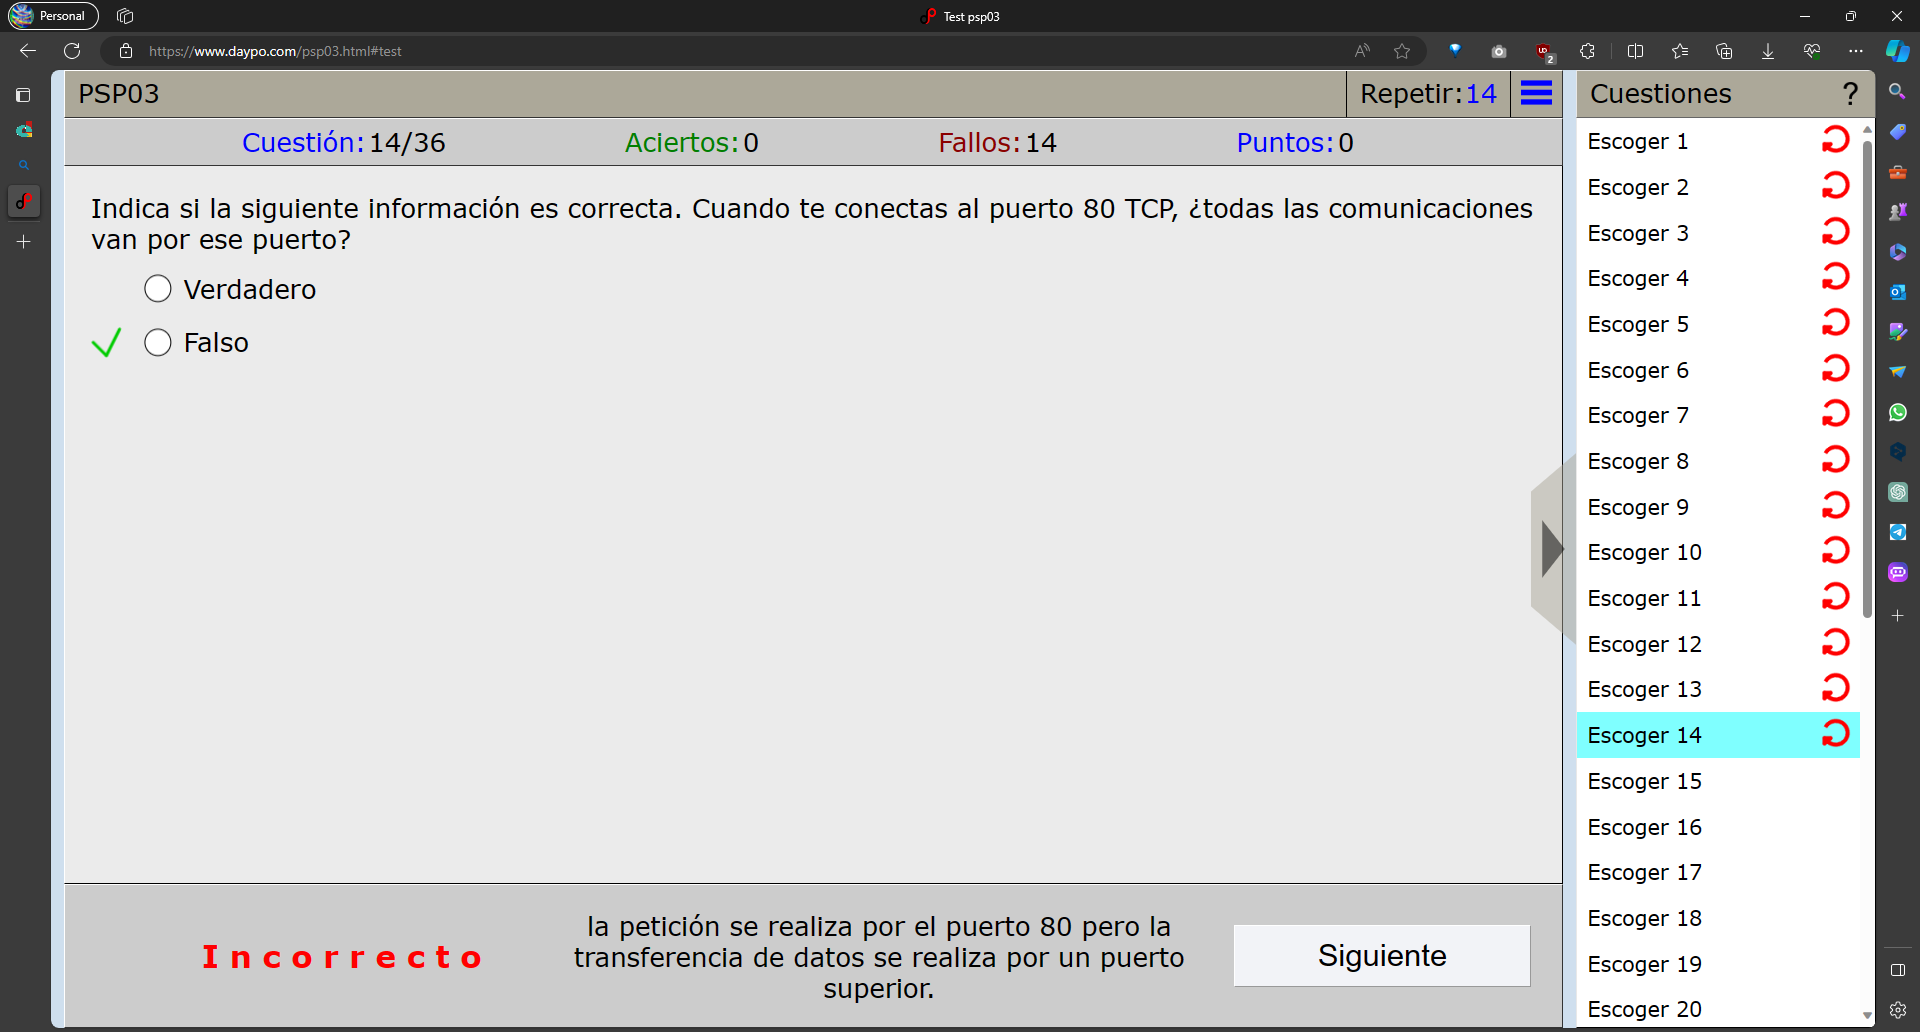 Personal
Test psp03
https://www.daypo.com/psp03.html#test
2
PSP03
Repetir:14
Cuestiones
?
Cuestión:14/36
Aciertos:0
Fallos:14
Puntos:0
Indica si la siguiente información es correcta. Cuando te conectas al puerto 80 TCP, ¿todas las comunicaciones
van por ese puerto?
Verdadero
Falso
Incorrecto
la petición se realiza por el puerto 80 pero la
transferencia de datos se realiza por un puerto
superior.
Siguiente
Escoger 1
Escoger 2
Escoger 3
Escoger 4
Escoger 5
Escoger 6
Escoger 7
Escoger 8
Escoger 9
Escoger 10
Escoger 11
Escoger 12
Escoger 13
Escoger 14
Escoger 15
Escoger 16
Escoger 17
Escoger 18
Escoger 19
Escoger 20